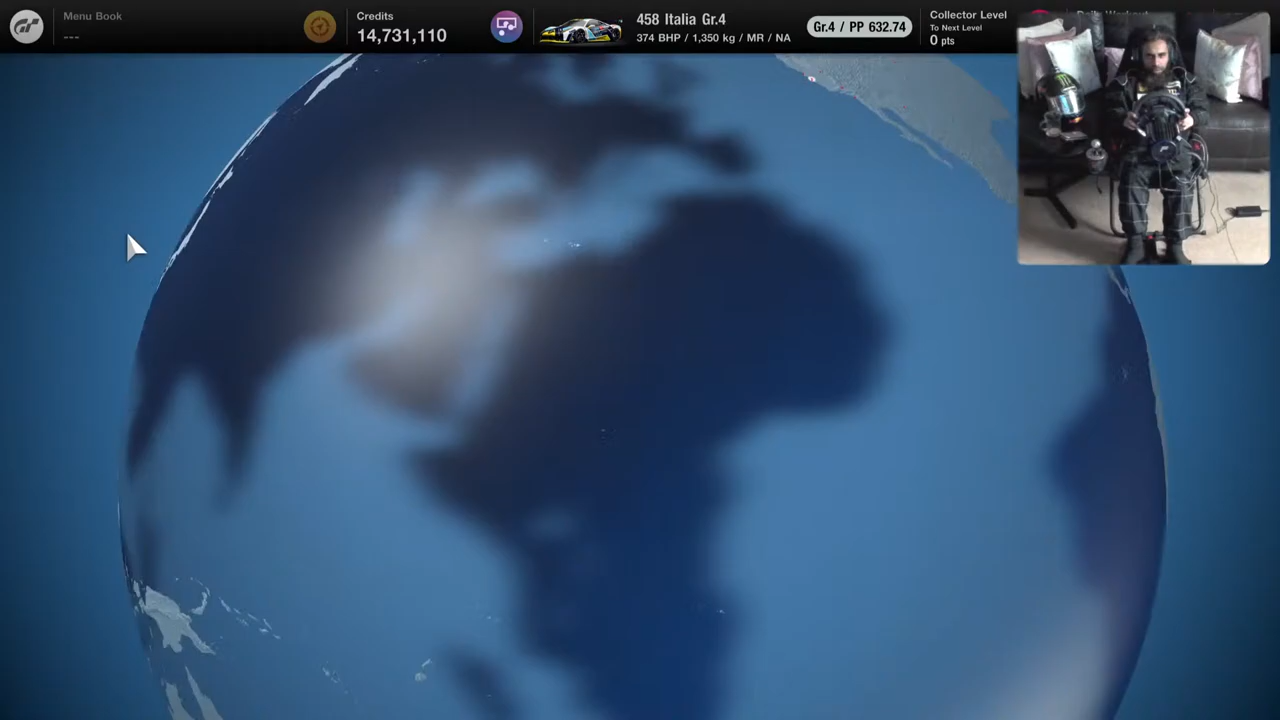 Menu Book
---
Credits
14,731,110
458 Italia Gr.4
374 BHP / 1,350 kg / MR / NA
Gr.4 / PP 632.74
Collector Level
To Next Level
0 pts